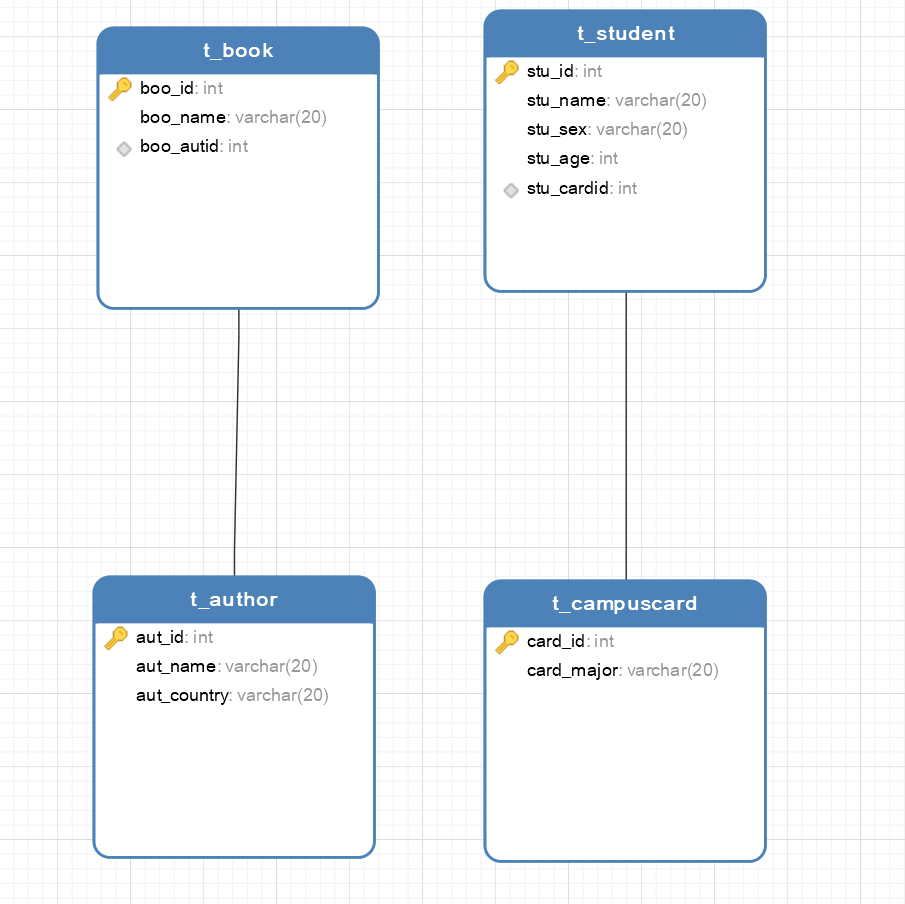 t_book
boo_id: int
boo_name: varchar(20)
boo_autid: int
t_student
stu_id: int
stu_name: varchar(20)
stu_sex: varchar(20)
stu_age: int
stu_cardid: int
t_author
aut_id: int
aut_name: varchar(20)
aut_country: varchar(20)
t_campuscard
card_id: int
card_major: varchar(20)